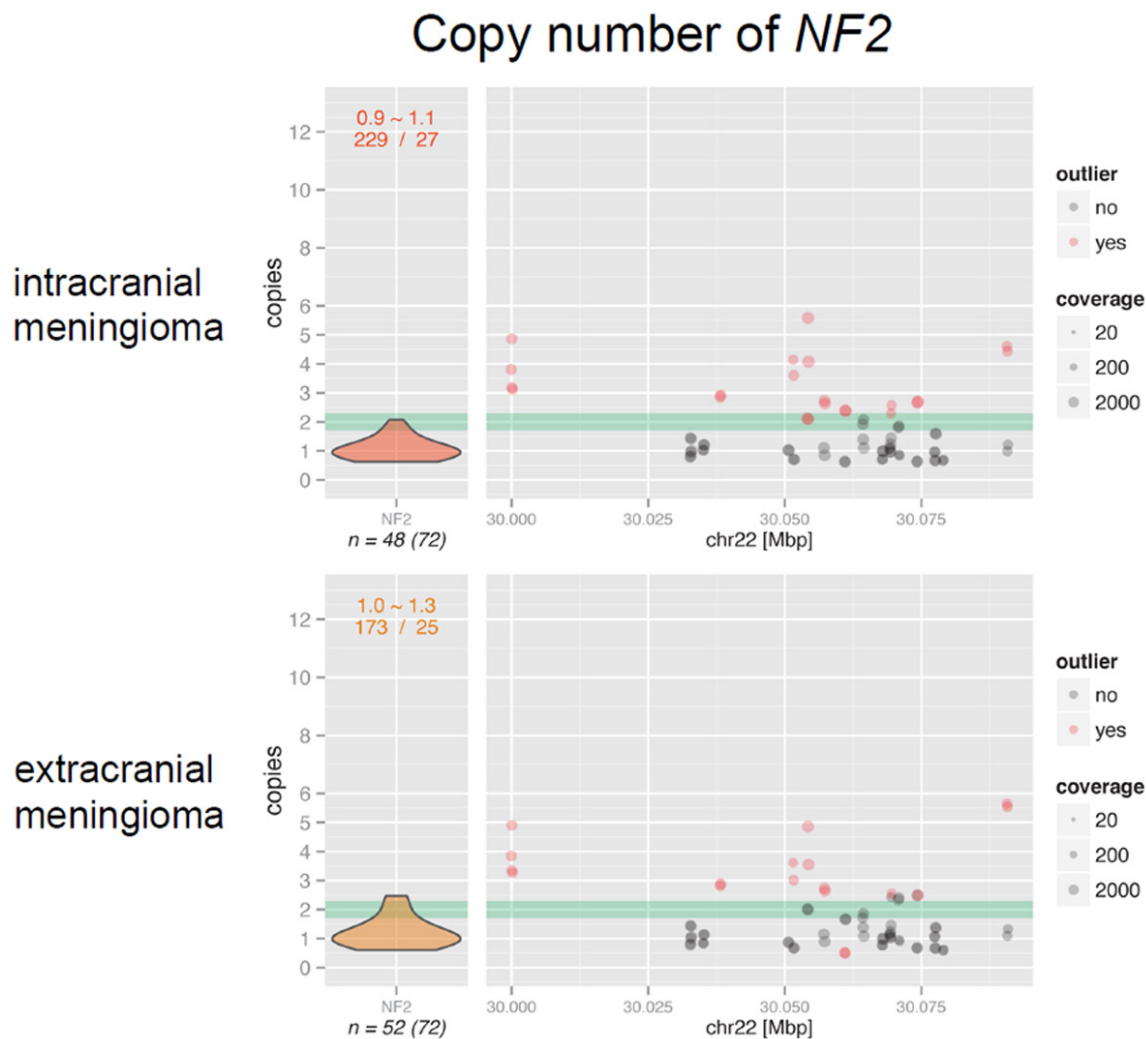 Copy number of NF2
intracranial
meningioma
copies
12
10
8
6
5
4
3
2
1
0
0.9 ~ 1.1
229 / 27
NF2
n = 48 (72)
30.000
30.025
30.050
30.075
chr22 [Mbp]
outlier
no
yes
coverage
20
200
2000
extracranial
meningioma
copies
12
10
8
6
5
4
3
2
1
0
1.0 ~ 1.3
173 / 25
NF2
n = 52 (72)
30.000
30.025
30.050
30.075
chr22 [Mbp]
outlier
no
yes
coverage
20
200
2000